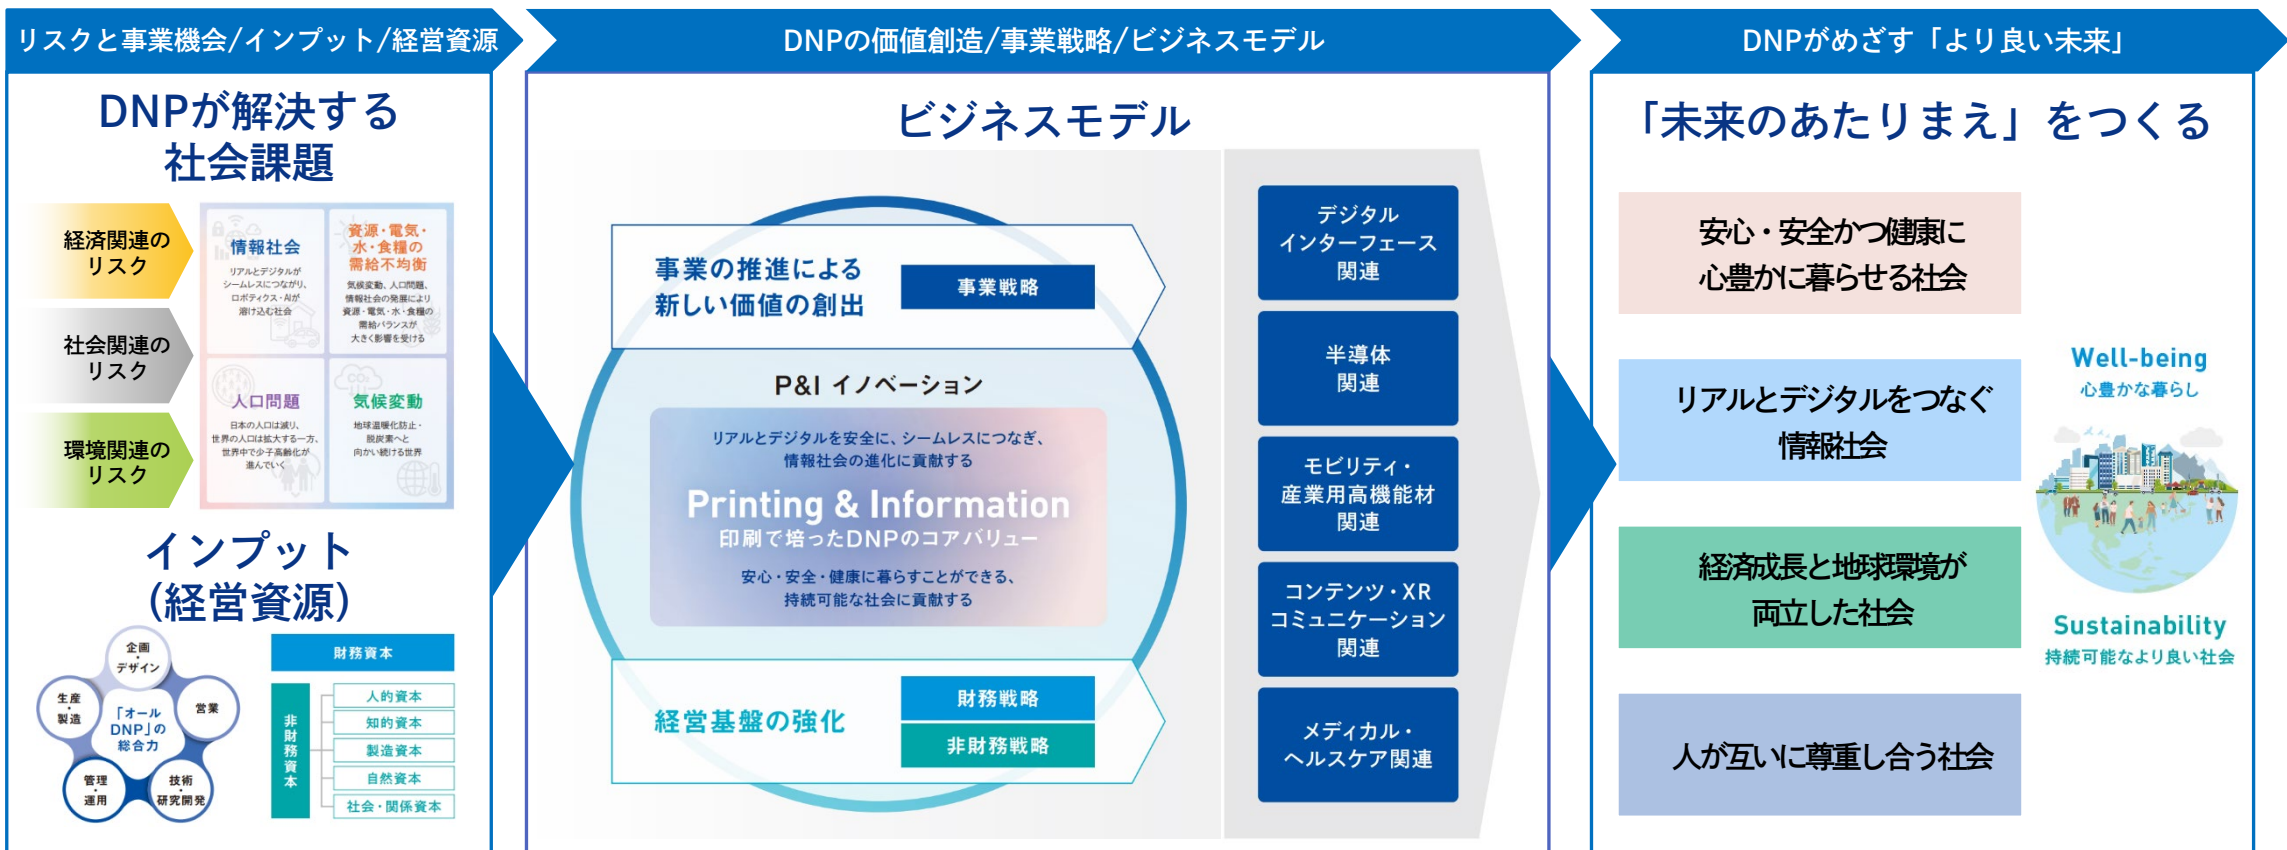 リスクと事業機会/インプット/経営資源
DNPが解決する
社会課題
経済関連の
リスク
社会関連の
リスク
環境関連の
リスク
情報社会
リアルとデジタルが
シームレスにつながり、
ロボティクス・AIが
溶け込む社会
資源・電気・
水・食糧の
需給不均衡
気候変動、人口問題、
情報社会の発展により
資源・電気・水・食糧の
需給バランスが
大きく影響を受ける
人口問題
日本の人口は減り、
世界の人口は拡大する一方、
世界中で少子高齢化が
進んでいく
気候変動
地球温暖化防止・
脱炭素へと
向かい続ける世界
CO₂
インプット
(経営資源)
企画
・
デザイン
生産
・
製造
営業
「オール
DNP」の
総合力
管理
・
運用
技術
・
研究開発
財務資本
非財務資本
人的資本
知的資本
製造資本
自然資本
社会・関係資本
DNPの価値創造/事業戦略/ビジネスモデル
ビジネスモデル
事業の推進による
新しい価値の創出
事業戦略
P&I イノベーション
リアルとデジタルを安全に、シームレスにつなぎ、
情報社会の進化に貢献する
Printing & Information
印刷で培ったDNPのコアバリュー
安心・安全・健康に暮らすことができる、
持続可能な社会に貢献する
経営基盤の強化
財務戦略
非財務戦略
デジタル
インターフェース
関連
半導体
関連
モビリティ・
産業用高機能材
関連
コンテンツ・XR
コミュニケーション
関連
メディカル・
ヘルスケア関連
DNPがめざす「より良い未来」
「未来のあたりまえ」をつくる
安心・安全かつ健康に
心豊かに暮らせる社会
リアルとデジタルをつなぐ
情報社会
経済成長と地球環境が
両立した社会
人が互いに尊重し合う社会
Well-being
心豊かな暮らし
Sustainability
持続可能なより良い社会